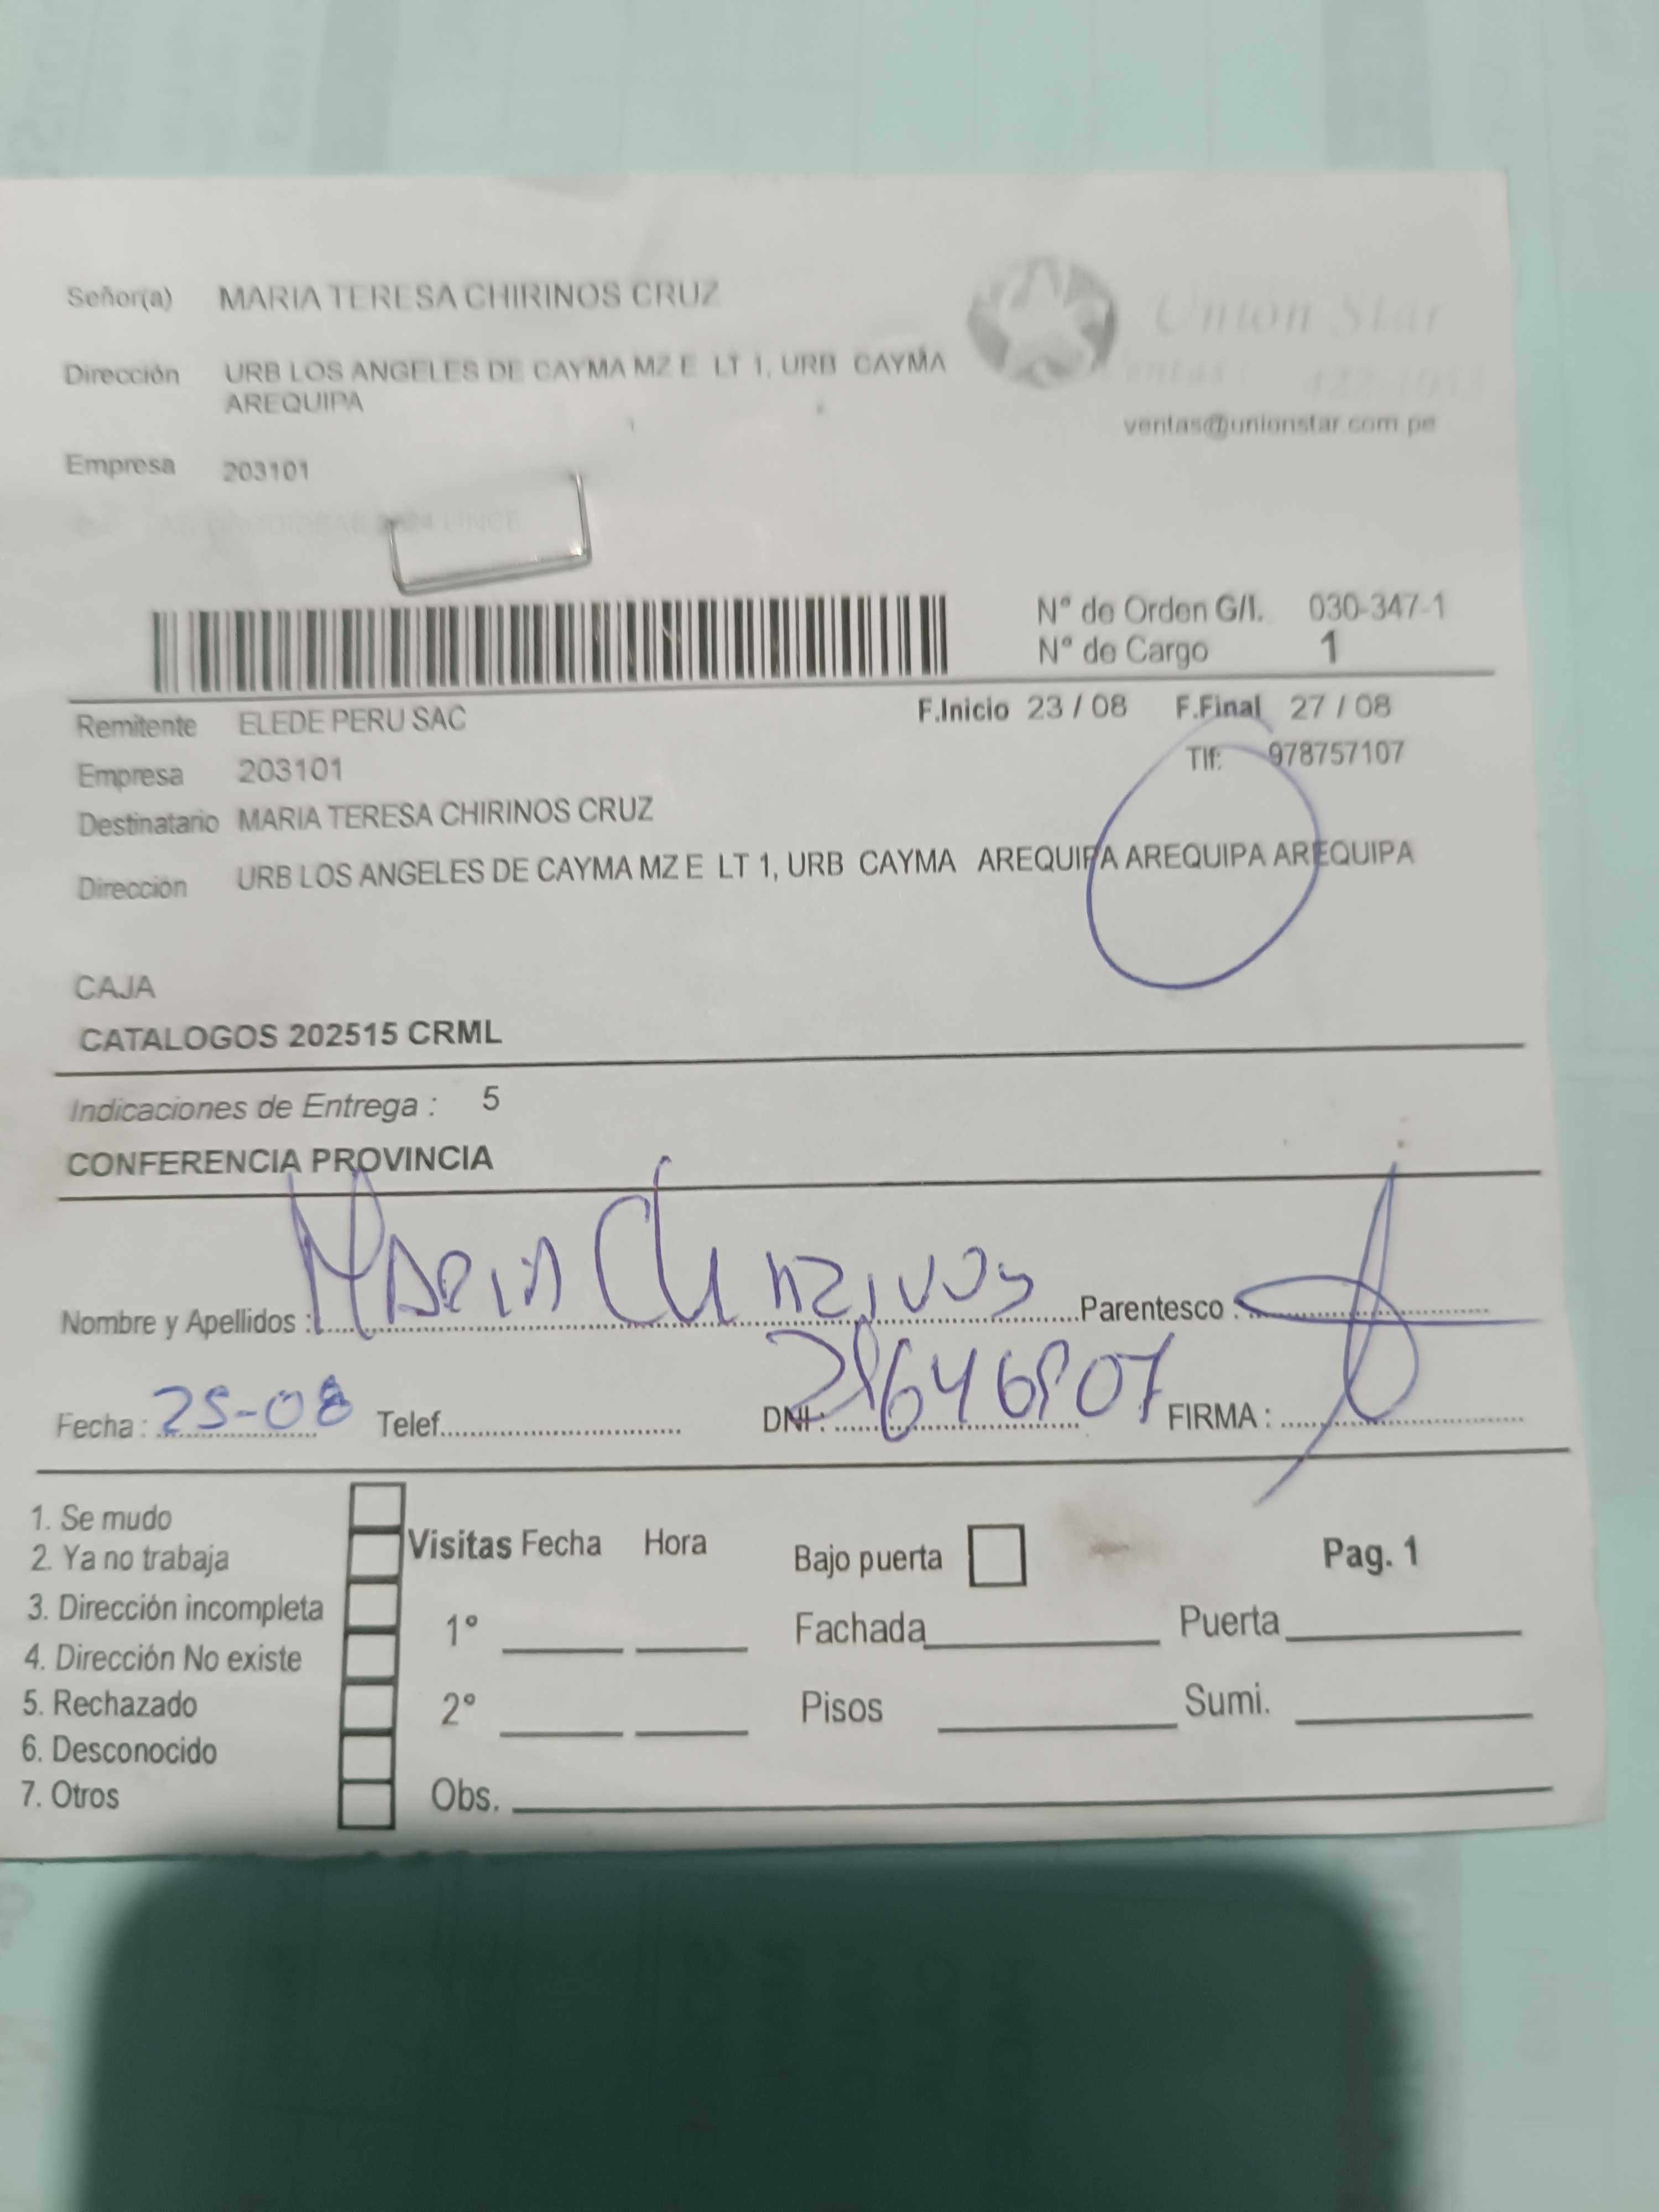 Señor(a) MARIA TERESA CHIRINOS CRUZ
Unión Star
Dirección URB LOS ANGELES DE CAYMA MZ E LT 1, URB CAYMA
AREQUIPA
ventas@unionstar.com.pe
Empresa 203101
LINCE
N° de Orden G/I. 030-347-1
N° de Cargo 1
Remitente ELEDE PERU SAC F.Inicio 23 / 08 F.Final 27 / 08
Empresa 203101 Tlf: 978757107
Destinatario MARIA TERESA CHIRINOS CRUZ
Dirección URB LOS ANGELES DE CAYMA MZ E LT 1, URB CAYMA AREQUIPA AREQUIPA AREQUIPA
CAJA
CATALOGOS 202515 CRML
Indicaciones de Entrega : 5
CONFERENCIA PROVINCIA
Nombre y Apellidos : MARIA Chirinos Parentesco :
Fecha : 25-08 Telef. DNI : FIRMA :
1. Se mudo
2. Ya no trabaja
3. Dirección incompleta
4. Dirección No existe
5. Rechazado
6. Desconocido
7. Otros
Visitas Fecha Hora Bajo puerta Pag. 1
1° Fachada Puerta
2° Pisos Sumi.
Obs.